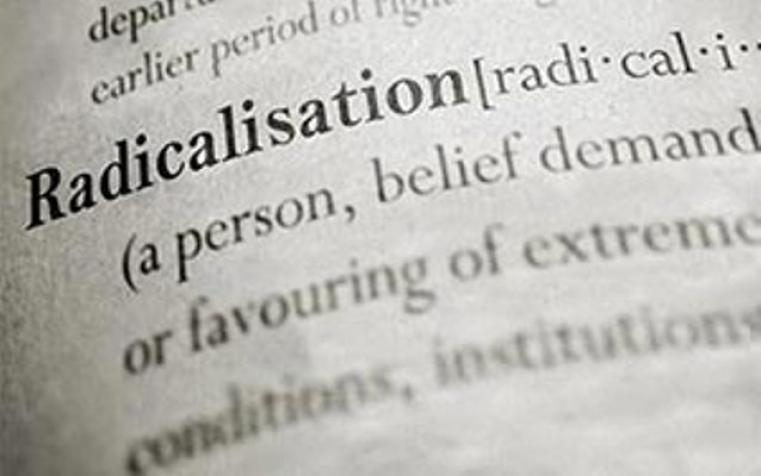 earlier period of
Radicalisation [radi·cal·i·
(a person, belief demand
or favouring of extreme
conditions, institutions